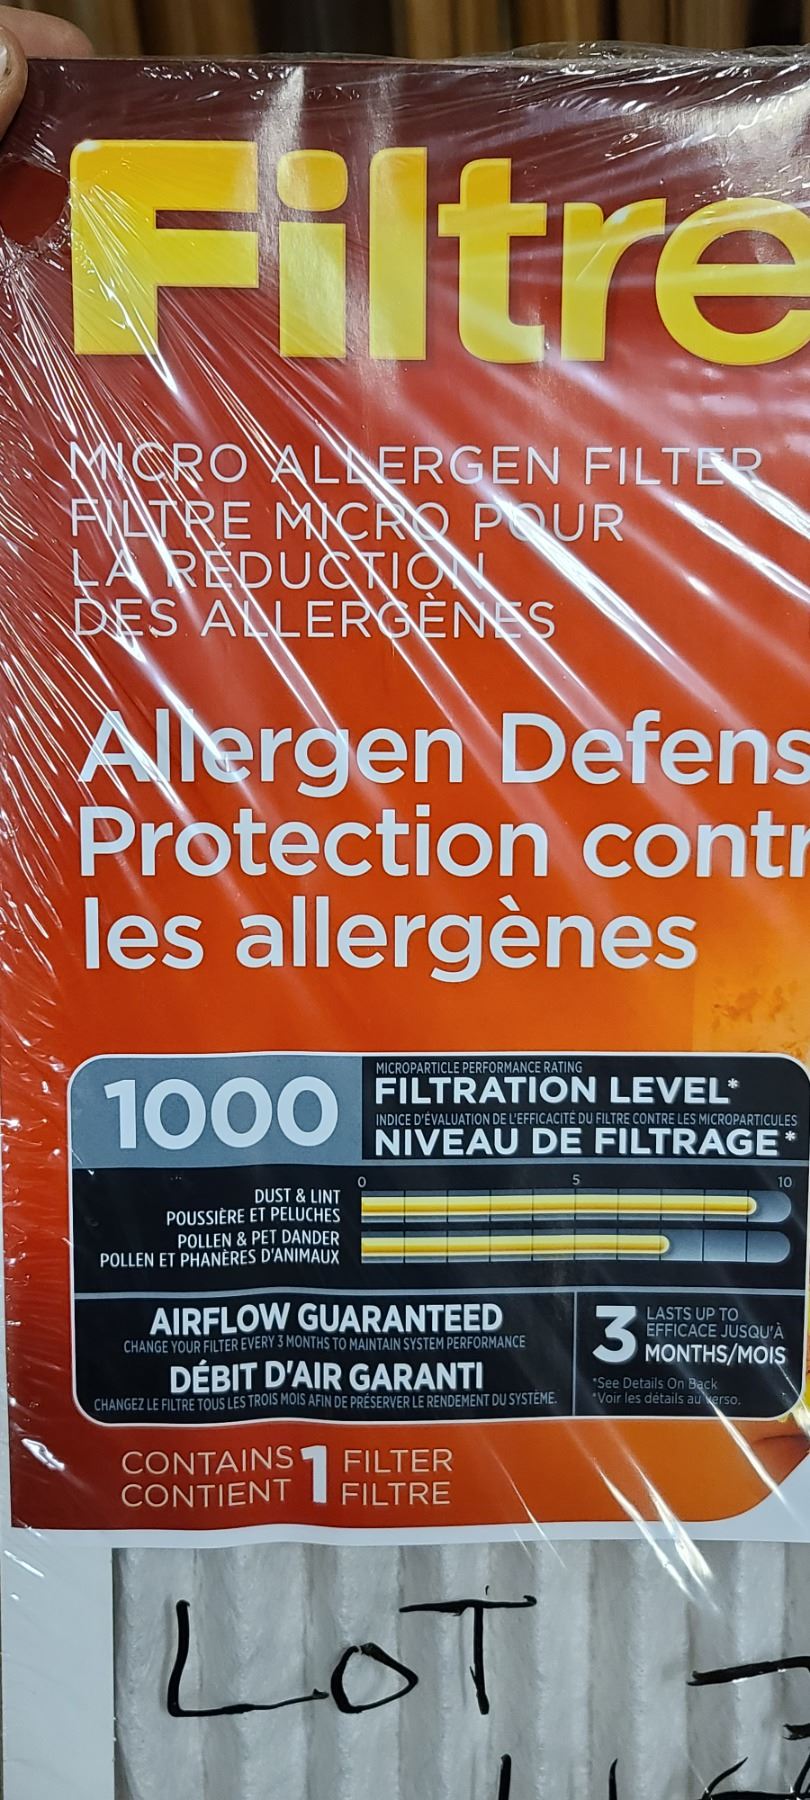 Filtre
MICRO ALLERGEN FILTER
FILTRE MICRO POUR
LA RÉDUCTION
DES ALLERGÈNES
Allergen Defens
Protection contr
les allergènes
1000
MICROPARTICLE PERFORMANCE RATING
FILTRATION LEVEL*
INDICE D'ÉVALUATION DE L'EFFICACITÉ DU FILTRE CONTRE LES MICROPARTICULES
NIVEAU DE FILTRAGE*
0 5 10
DUST & LINT
POUSSIÈRE ET PELUCHES
POLLEN & PET DANDER
POLLEN ET PHANÈRES D'ANIMAUX
AIRFLOW GUARANTEED
CHANGE YOUR FILTER EVERY 3 MONTHS TO MAINTAIN SYSTEM PERFORMANCE
DÉBIT D'AIR GARANTI
CHANGEZ LE FILTRE TOUS LES TROIS MOIS AFIN DE PRÉSERVER LE RENDEMENT DU SYSTÈME.
3
LASTS UP TO
EFFICACE JUSQU'À
MONTHS/MOIS
*See Details On Back
*Voir les détails au verso.
CONTAINS 1 FILTER
CONTIENT FILTRE
LOT